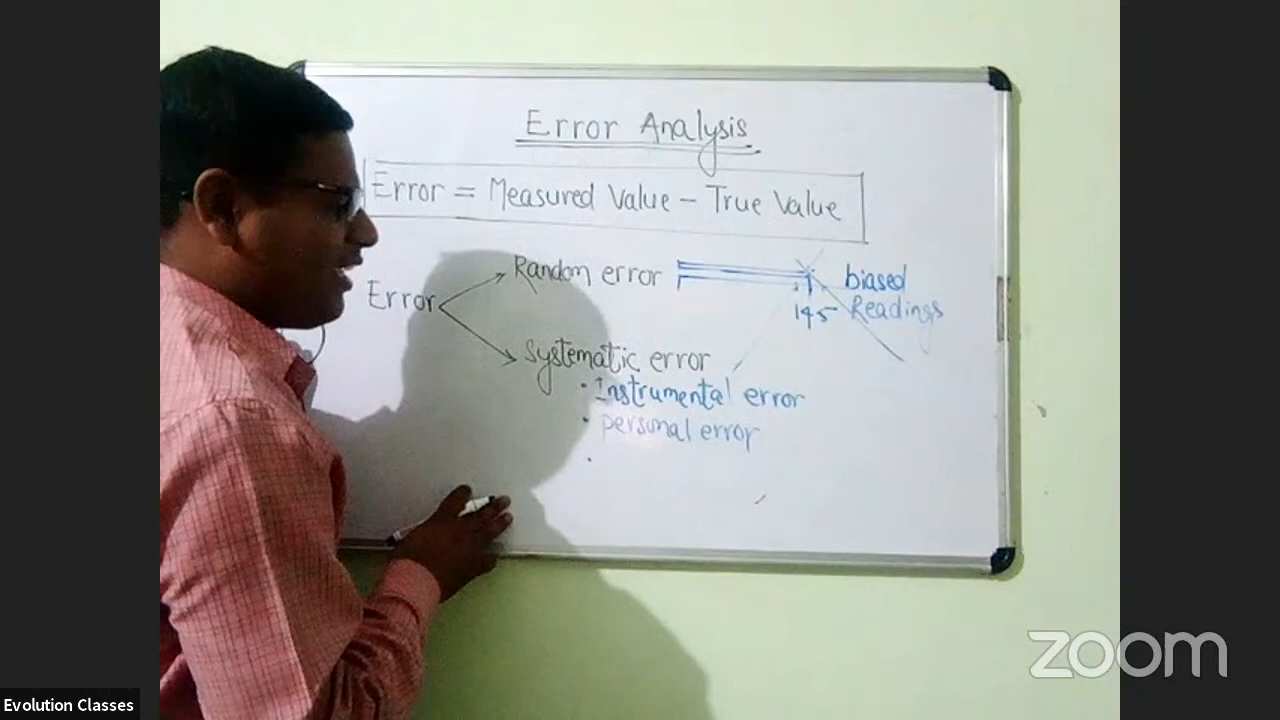 Error Analysis
Error = Measured Value - True Value
Random error
biased
Error
145 Readings
Systematic error
• Instrumental error
• personal error
•
zoom
Evolution Classes